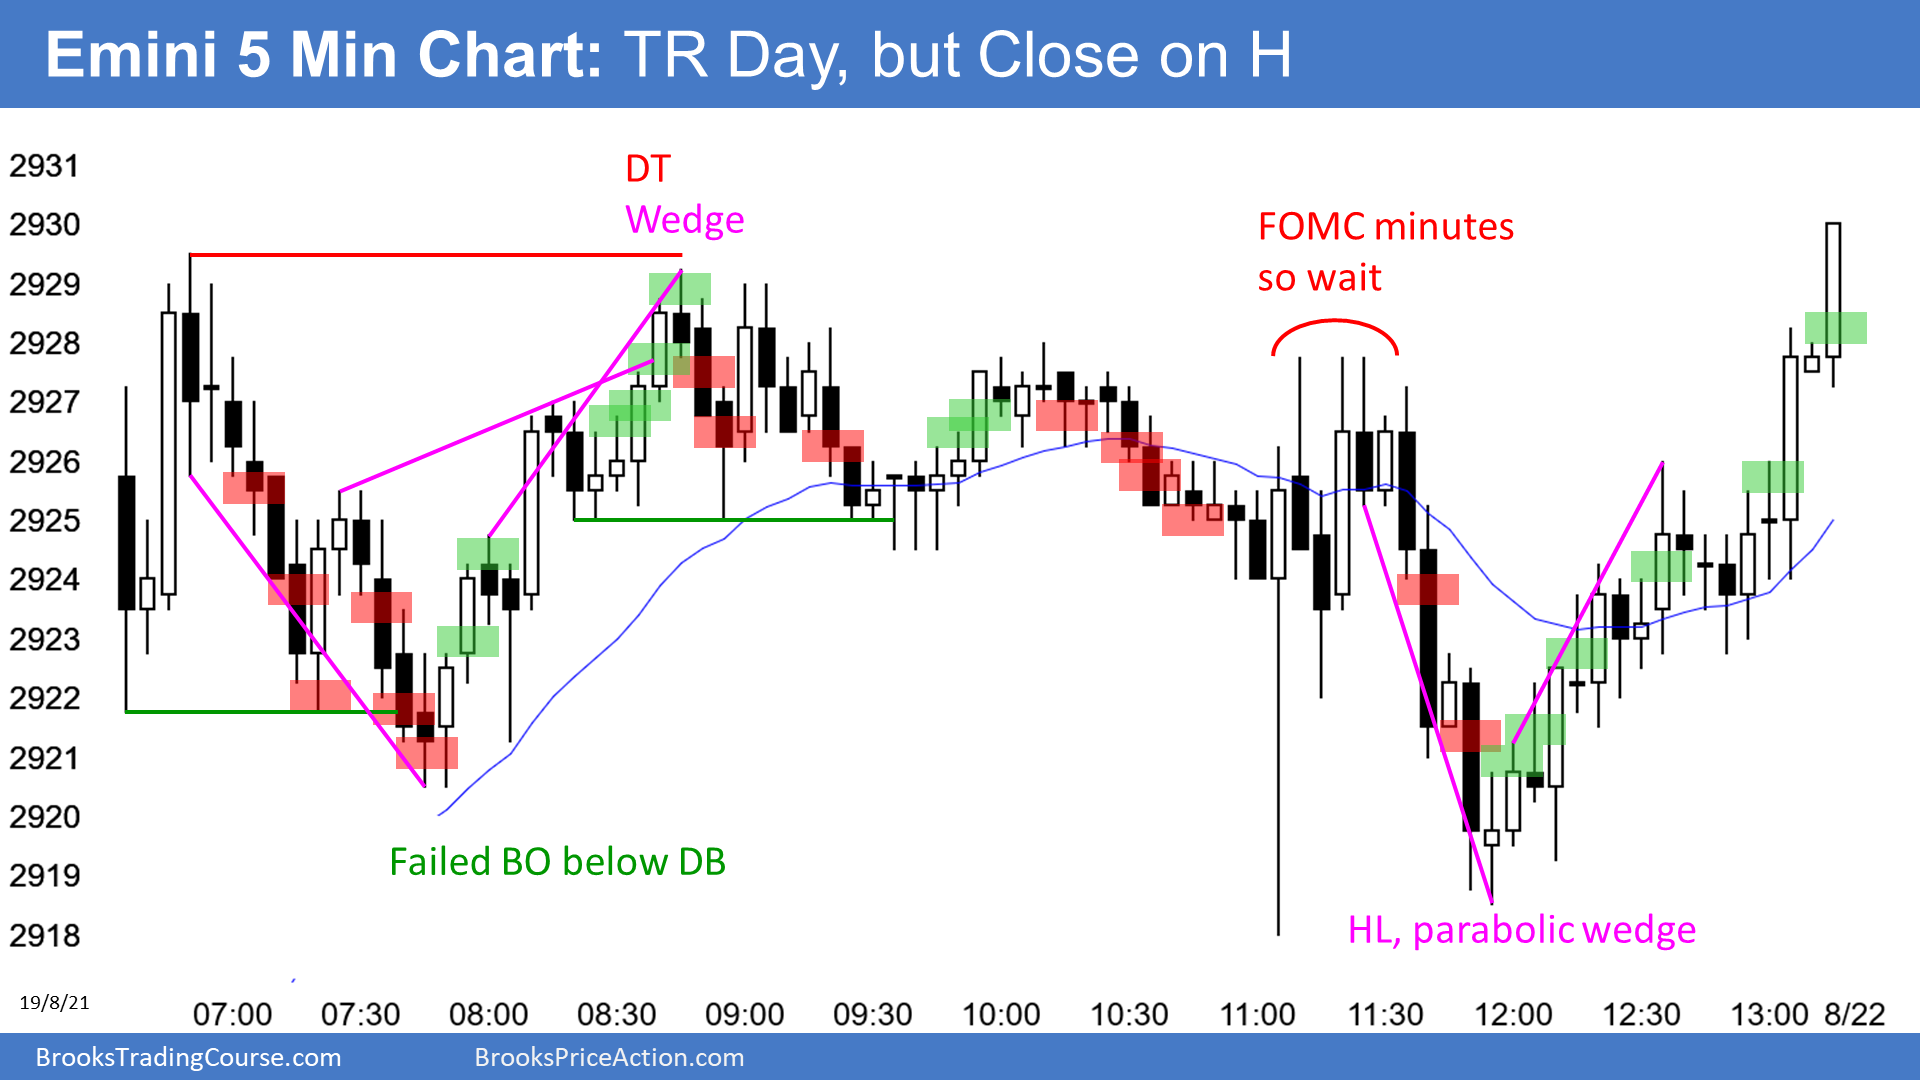 Emini 5 Min Chart: TR Day, but Close on H
2931
2930
2929
2928
2927
2926
2925
2924
2923
2922
2921
2920
2919
2918
DT
Wedge
FOMC minutes
so wait
Failed BO below DB
HL, parabolic wedge
19/8/21
07:00 07:30 08:00 08:30 09:00 09:30 10:00 10:30 11:00 11:30 12:00 12:30 13:00 8/22
BrooksTradingCourse.com BrooksPriceAction.com